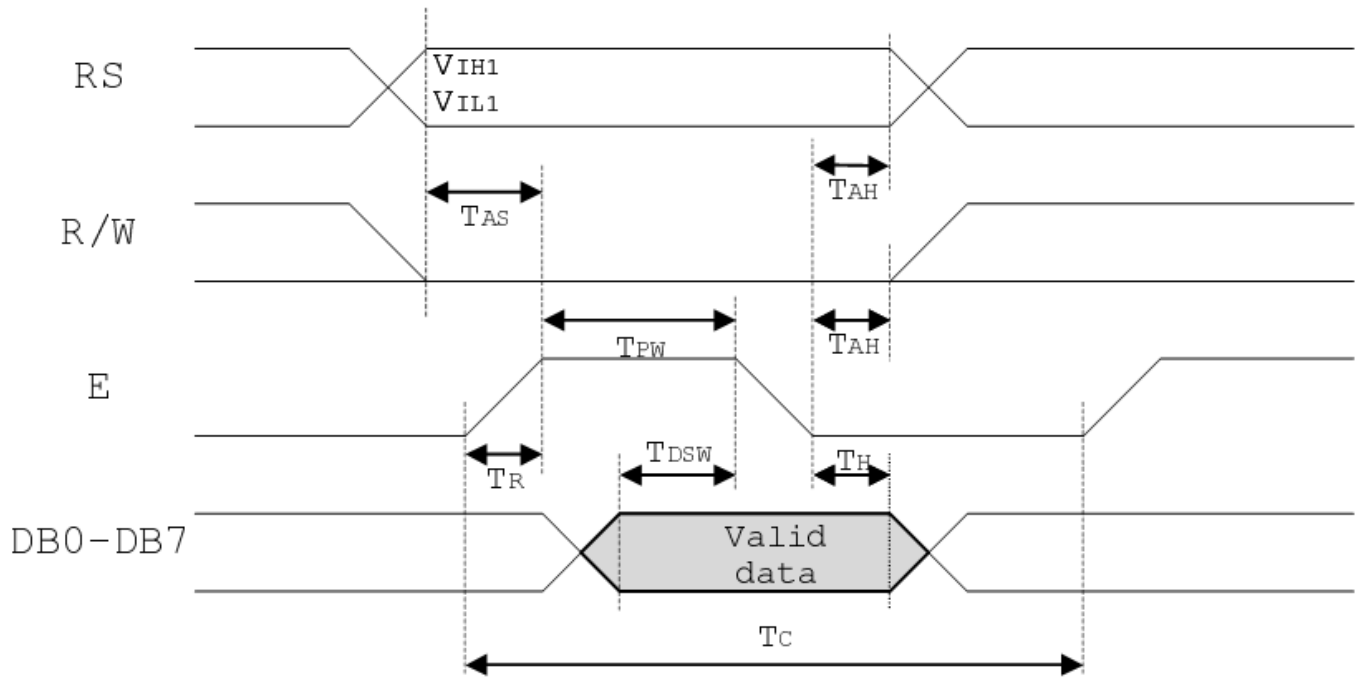 RS
VIH1
VIL1
TAH
TAS
R/W
TAH
TPW
E
TDSW
TH
TR
DB0-DB7
Valid
data
TC